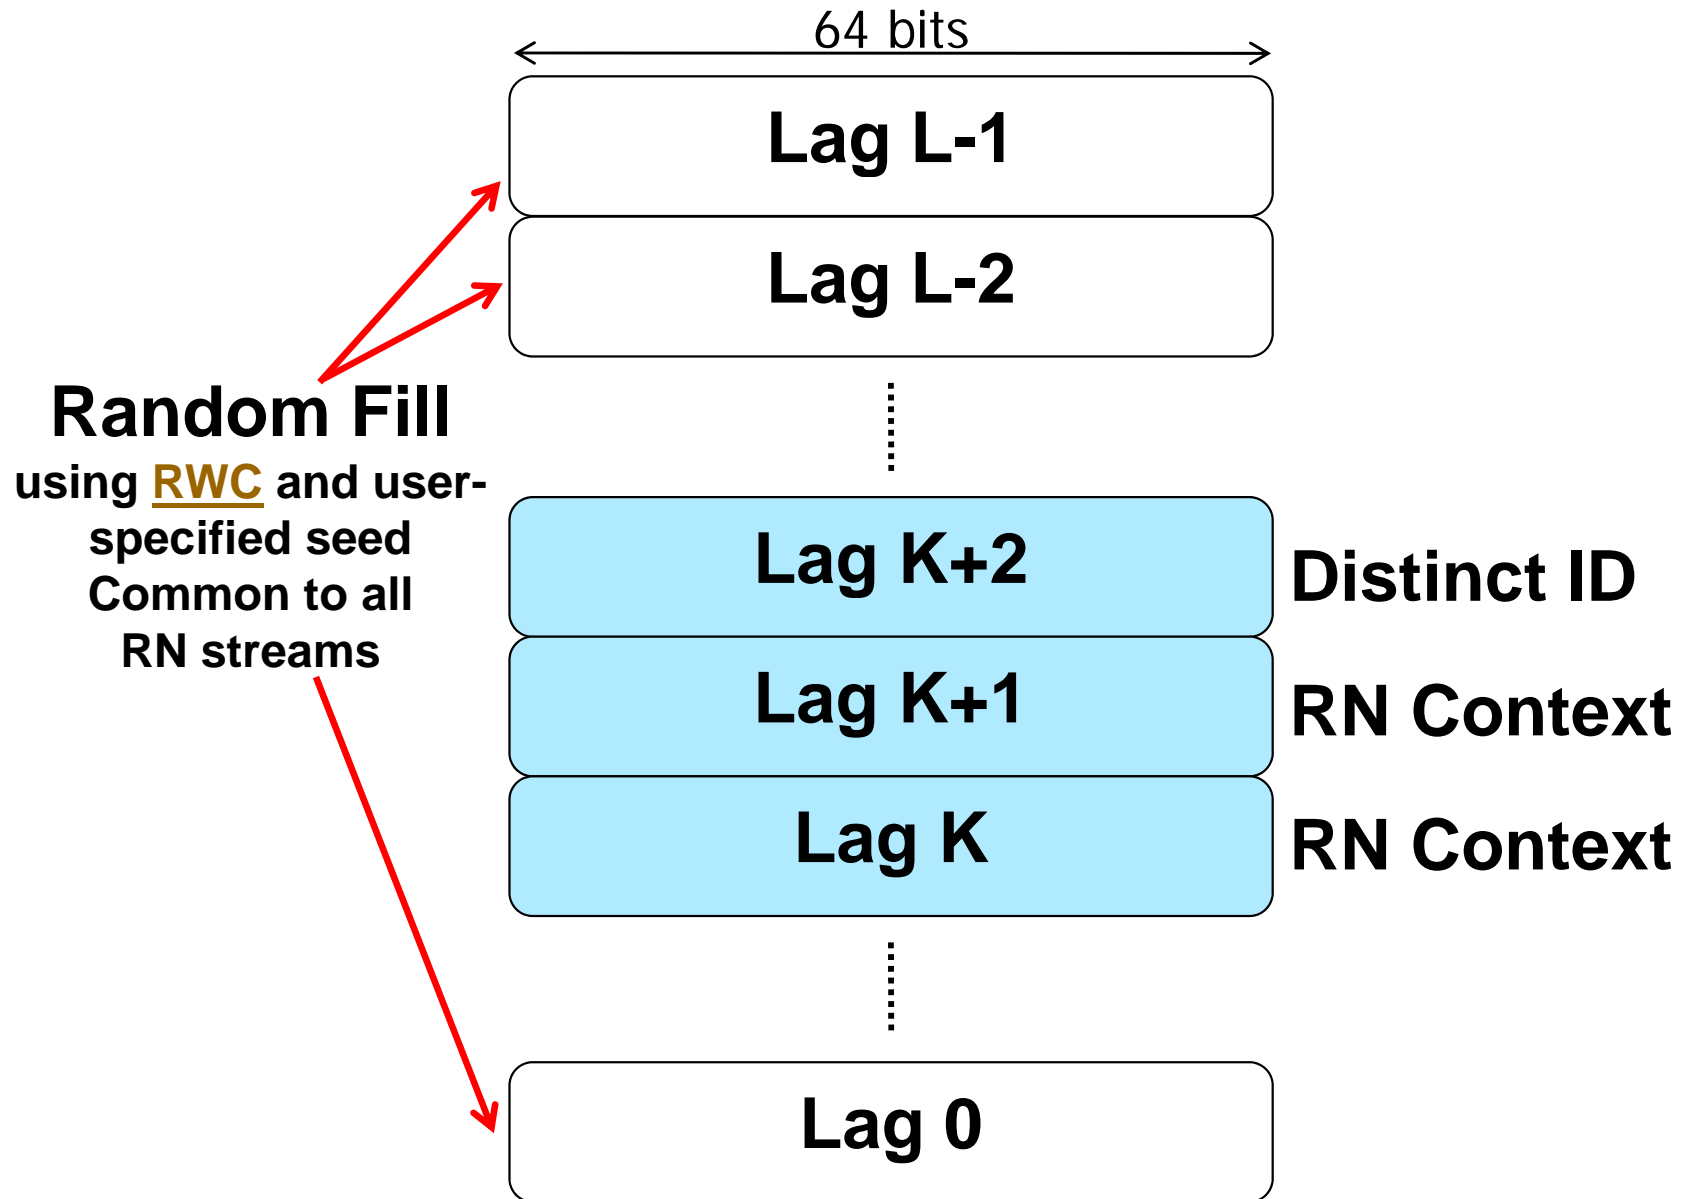 64 bits
Lag L-1
Lag L-2
Random Fill
using RWC and user-
specified seed
Common to all
RN streams
Lag K+2
Distinct ID
Lag K+1
RN Context
Lag K
RN Context
Lag 0